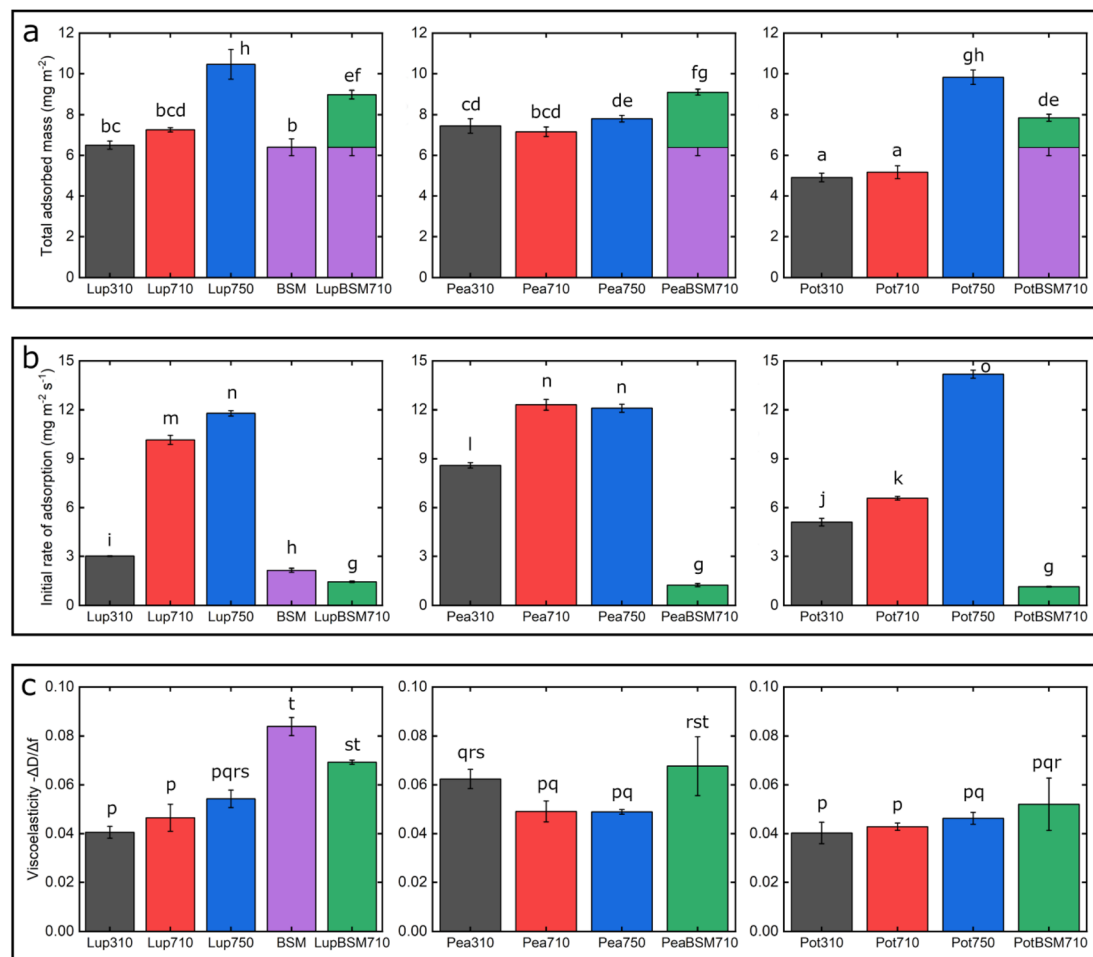 a
Total adsorbed mass (mg m⁻²)
12
10
8
6
4
2
0
bc
bcd
h
b
ef
Lup310 Lup710 Lup750 BSM LupBSM710
12
10
8
6
4
2
0
cd
bcd
de
fg
Pea310 Pea710 Pea750 PeaBSM710
12
10
8
6
4
2
0
a
a
gh
de
Pot310 Pot710 Pot750 PotBSM710
b
Initial rate of adsorption (mg m⁻² s⁻¹)
15
12
9
6
3
0
i
m
n
h
g
Lup310 Lup710 Lup750 BSM LupBSM710
15
12
9
6
3
0
l
n
n
g
Pea310 Pea710 Pea750 PeaBSM710
15
12
9
6
3
0
j
k
o
g
Pot310 Pot710 Pot750 PotBSM710
c
Viscoelasticity -ΔD/Δf
0.10
0.08
0.06
0.04
0.02
0.00
p
p
pqrs
t
st
Lup310 Lup710 Lup750 BSM LupBSM710
0.10
0.08
0.06
0.04
0.02
0.00
qrs
pq
pq
rst
Pea310 Pea710 Pea750 PeaBSM710
0.10
0.08
0.06
0.04
0.02
0.00
p
p
pq
pqr
Pot310 Pot710 Pot750 PotBSM710